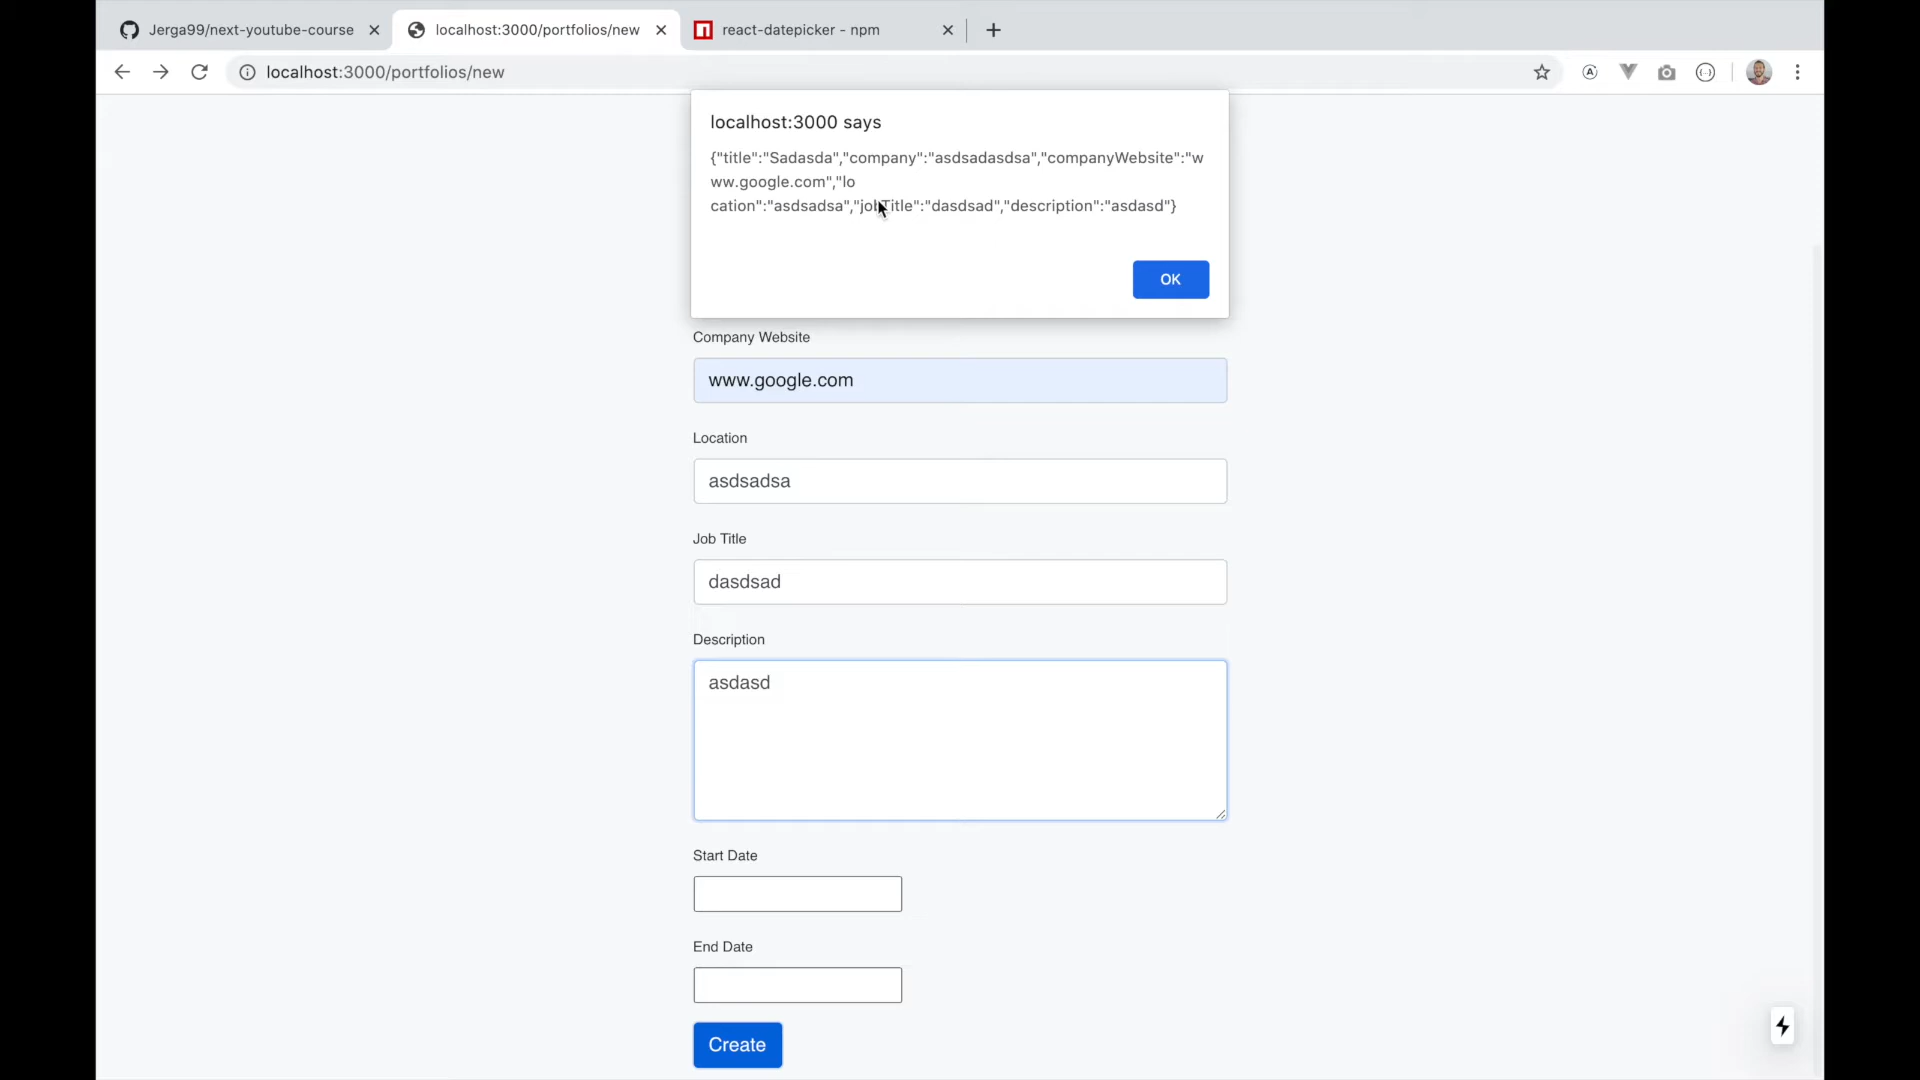 Jerga99/next-youtube-course
localhost:3000/portfolios/new
react-datepicker - npm
localhost:3000/portfolios/new
localhost:3000 says
{"title":"Sadasda","company":"asdsadasdsa","companyWebsite":"w
ww.google.com","lo
cation":"asdsadsa","jobTitle":"dasdsad","description":"asdasd"}
OK
Company Website
www.google.com
Location
asdsadsa
Job Title
dasdsad
Description
asdasd
Start Date
End Date
Create